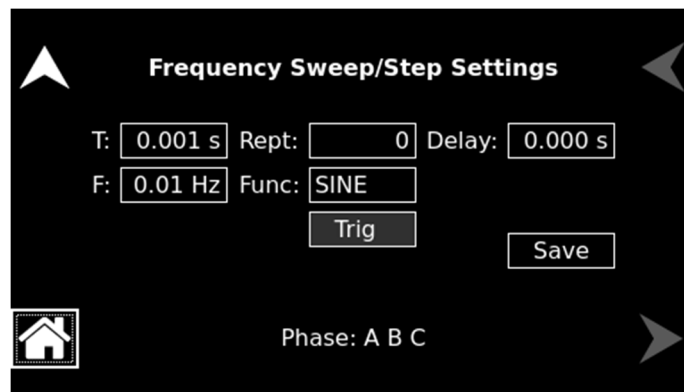 Frequency Sweep/Step Settings
T: 0.001 s Rept: 0 Delay: 0.000 s
F: 0.01 Hz Func: SINE
Trig
Save
Phase: A B C